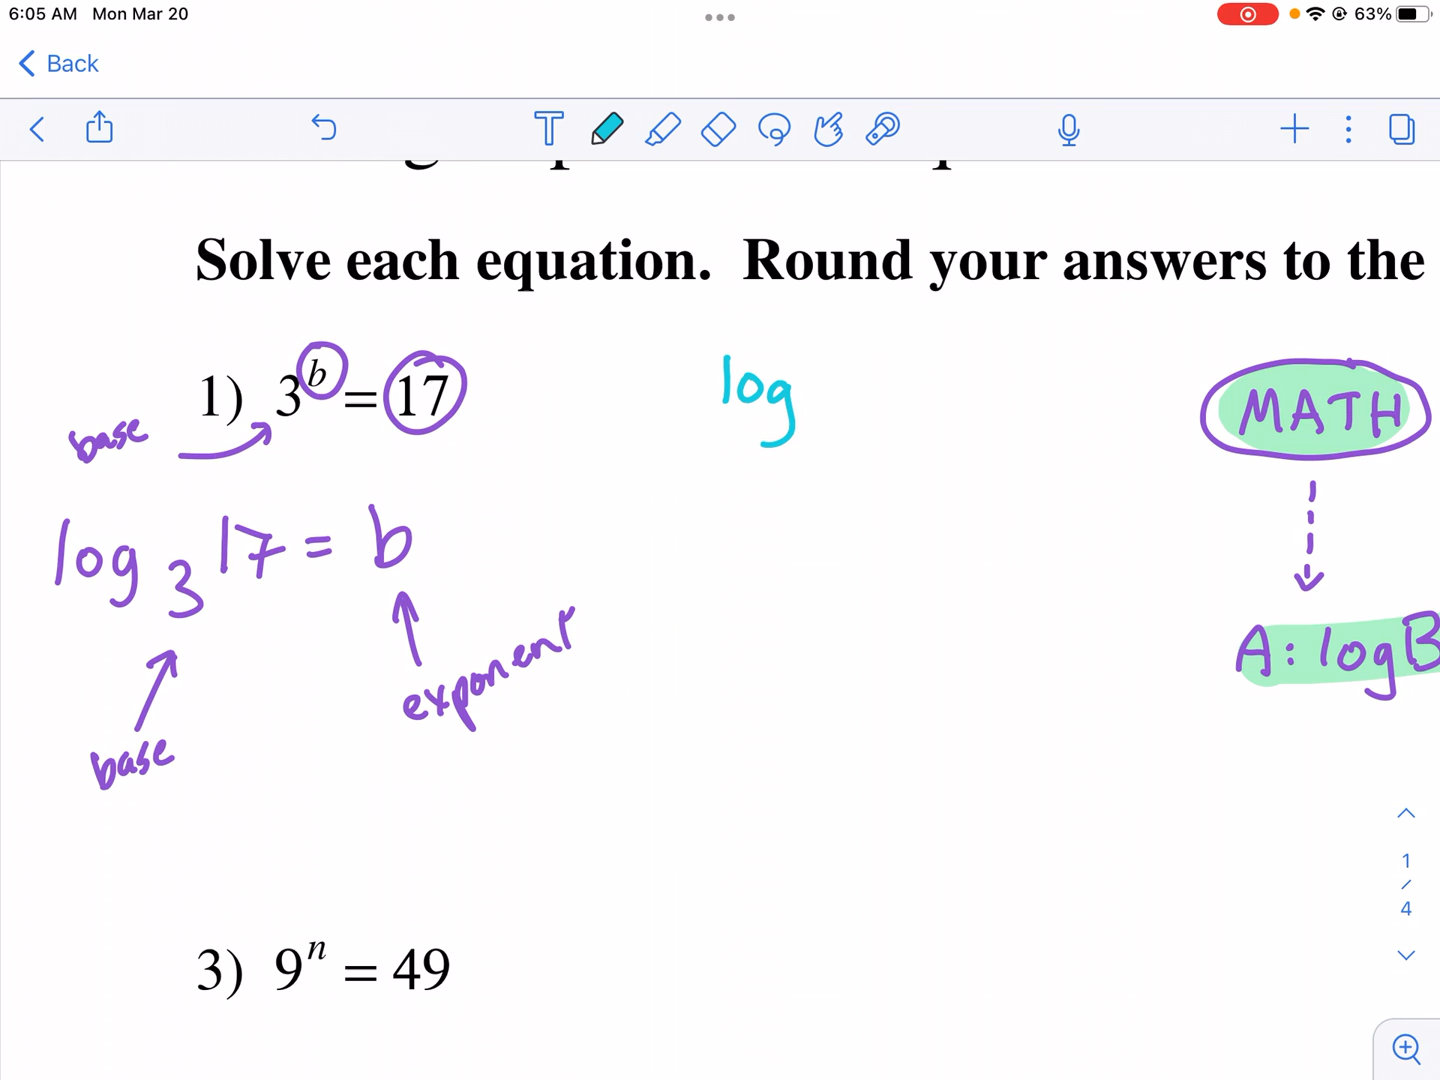 6:05 AM Mon Mar 20
63%
Back
Solve each equation. Round your answers to the
1) 3^b = 17
log
MATH
base
log_3 17 = b
exponent
base
A: logB
1
/
4
3) 9^n = 49